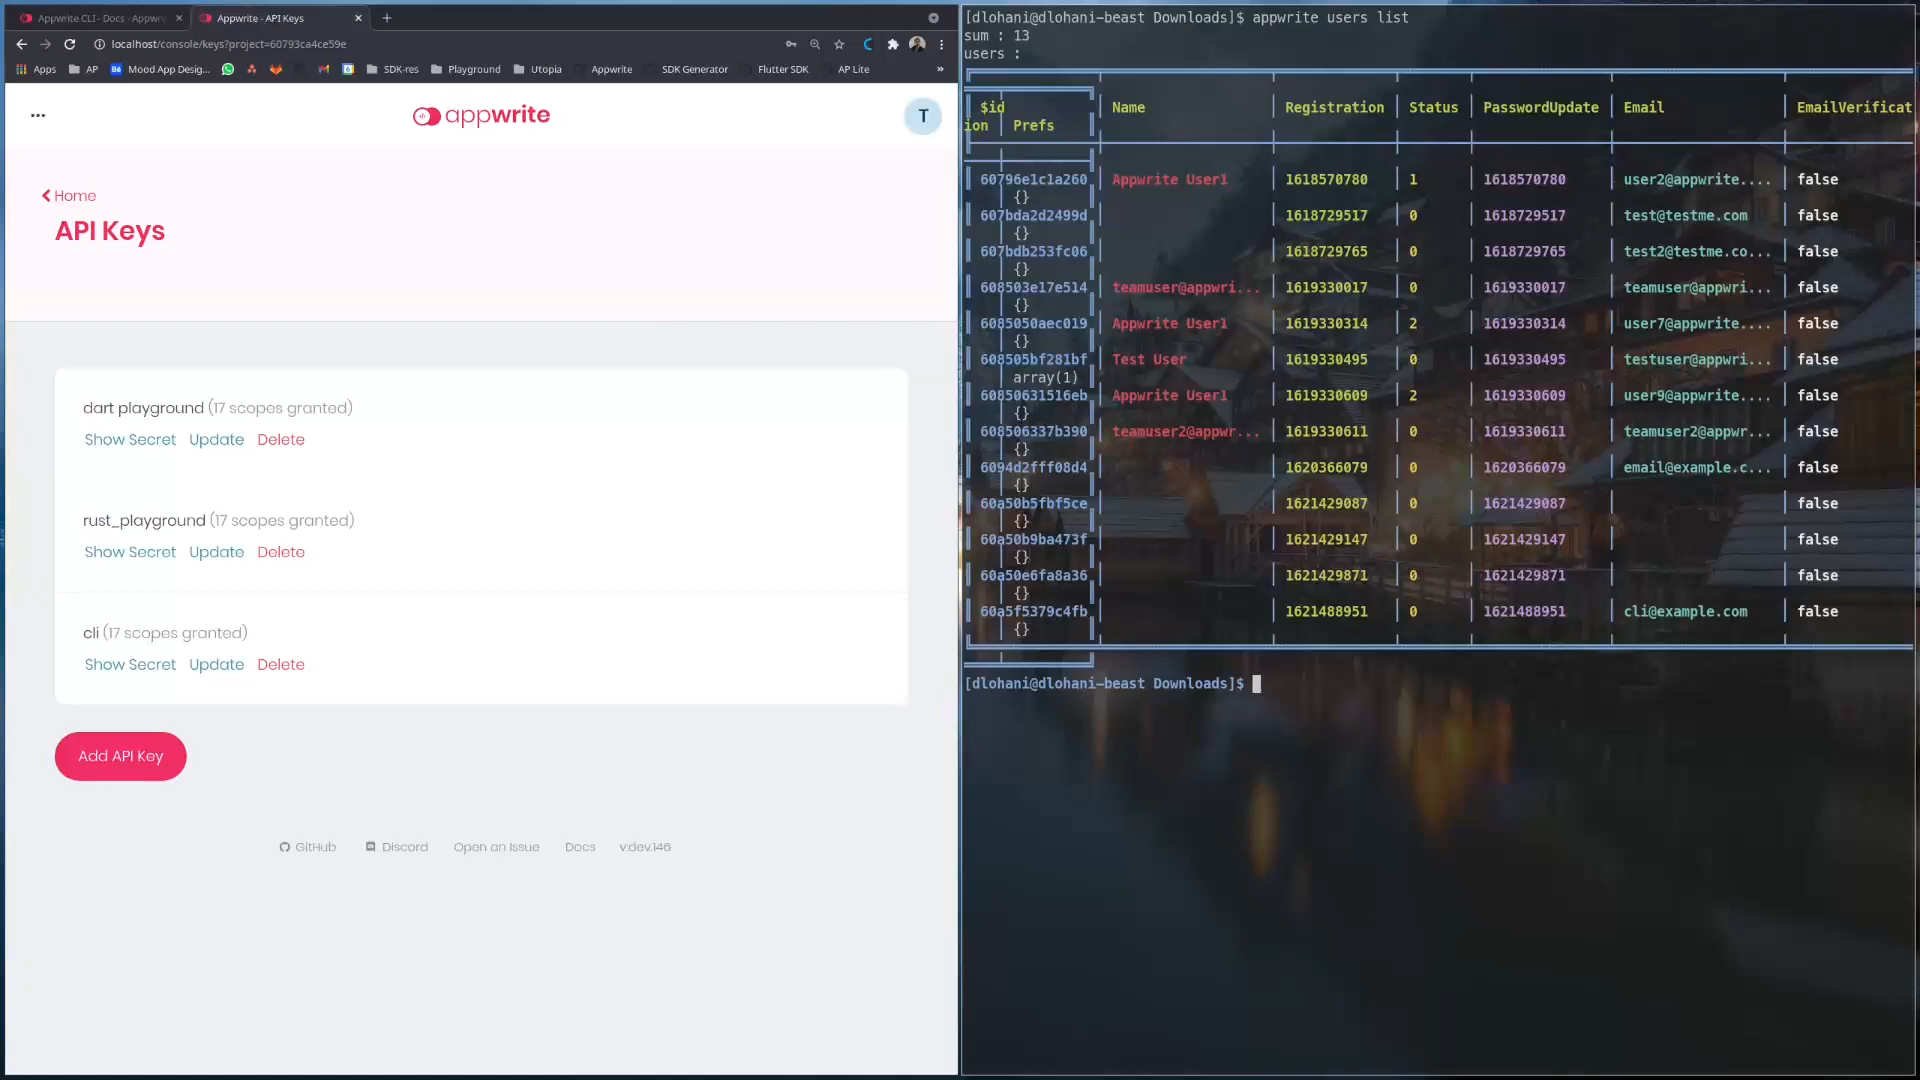 Appwrite CLI - Docs - Appwr
Appwrite - API Keys
localhost/console/keys?project=60793ca4ce59e
Apps
AP
Mood App Desig...
SDK-res
Playground
Utopia
Appwrite
SDK Generator
Flutter SDK
AP Lite
»
appwrite
T
Home
API Keys
dart playground (17 scopes granted)
Show Secret Update Delete
rust_playground (17 scopes granted)
Show Secret Update Delete
cli (17 scopes granted)
Show Secret Update Delete
Add API Key
GitHub Discord Open an Issue Docs v:dev.146
[dlohani@dlohani-beast Downloads]$ appwrite users list
sum : 13
users :
$id Name Registration Status PasswordUpdate Email EmailVerificat
ion Prefs
60796e1c1a260 Appwrite User1 1618570780 1 1618570780 user2@appwrite.... false
{}
607bda2d2499d 1618729517 0 1618729517 test@testme.com false
{}
607bdb253fc06 1618729765 0 1618729765 test2@testme.co... false
{}
608503e17e514 teamuser@appwri... 1619330017 0 1619330017 teamuser@appwri... false
{}
6085050aec019 Appwrite User1 1619330314 2 1619330314 user7@appwrite.... false
{}
608505bf281bf Test User 1619330495 0 1619330495 testuser@appwri... false
array(1)
60850631516eb Appwrite User1 1619330609 2 1619330609 user9@appwrite.... false
{}
608506337b390 teamuser2@appwr... 1619330611 0 1619330611 teamuser2@appwr... false
{}
6094d2fff08d4 1620366079 0 1620366079 email@example.c... false
{}
60a50b5fbf5ce 1621429087 0 1621429087 false
{}
60a50b9ba473f 1621429147 0 1621429147 false
{}
60a50e6fa8a36 1621429871 0 1621429871 false
{}
60a5f5379c4fb 1621488951 0 1621488951 cli@example.com false
{}
[dlohani@dlohani-beast Downloads]$